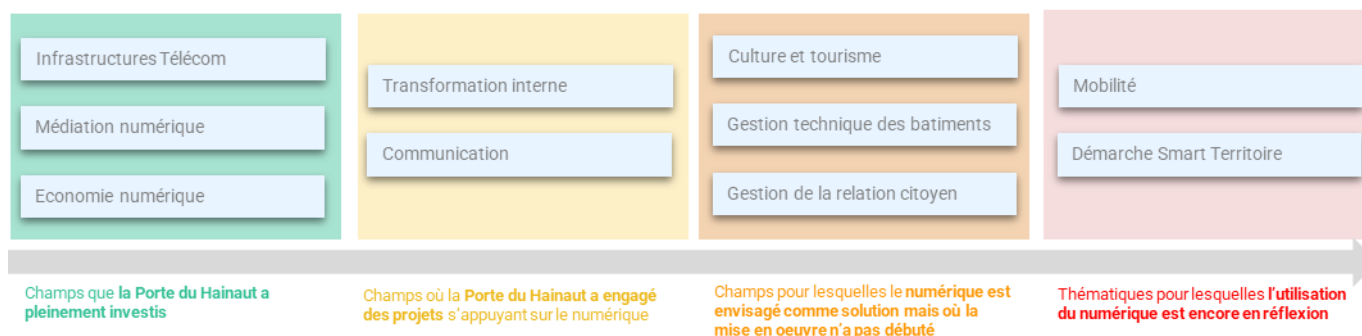 Infrastructures Télécom
Médiation numérique
Economie numérique
Transformation interne
Communication
Culture et tourisme
Gestion technique des batiments
Gestion de la relation citoyen
Mobilité
Démarche Smart Territoire
Champs que la Porte du Hainaut a
pleinement investis
Champs où la Porte du Hainaut a engagé
des projets s'appuyant sur le numérique
Champs pour lesquelles le numérique est
envisagé comme solution mais où la
mise en oeuvre n'a pas débuté
Thématiques pour lesquelles l'utilisation
du numérique est encore en réflexion